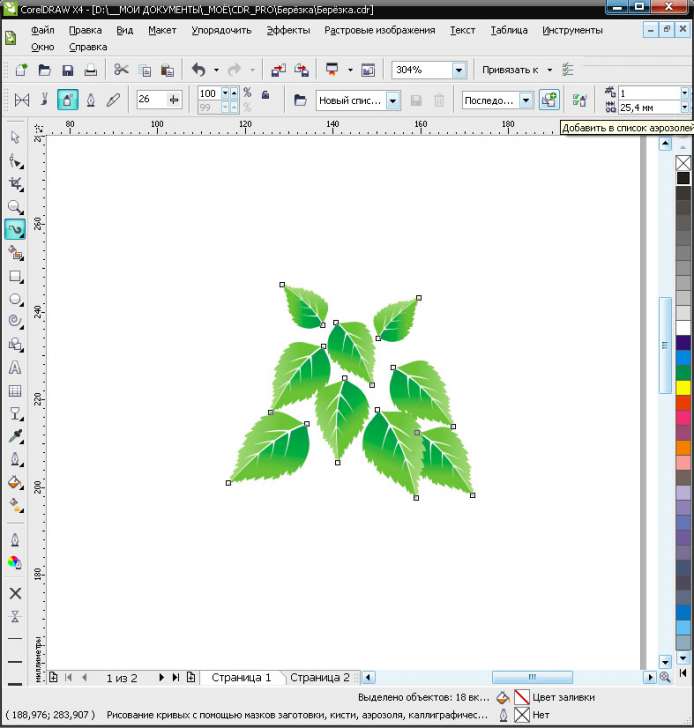 CorelDRAW X4 - [D:\__МОИ ДОКУМЕНТЫ\_МОЁ\CDR_PRO\Берёзка\Берёзка.cdr]
Файл Правка Вид Макет Упорядочить Эффекты Растровые изображения Текст Таблица Инструменты
Окно Справка
304% Привязать к
26 100 % Новый спис... Последо... 1
99 % 25,4 мм
Добавить в список аэрозолей
80 100 120 140 160 180
260
240
220
200
180
миллиметры
1 из 2 Страница 1 Страница 2
Выделено объектов: 18 вк... Цвет заливки
( 188,976; 283,907 ) Рисование кривых с помощью мазков заготовки, кисти, аэрозоля, каллиграфичес... Нет